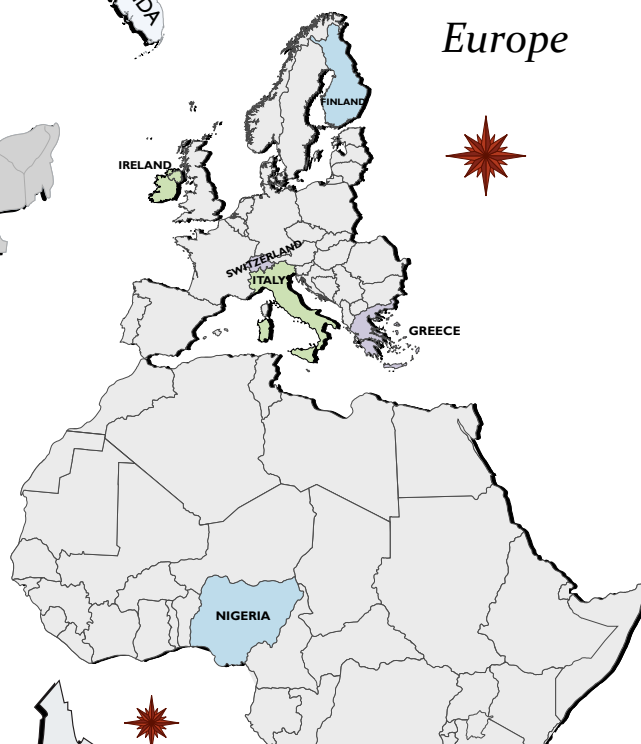 Europe
FINLAND
IRELAND
SWITZERLAND
ITALY
GREECE
NIGERIA